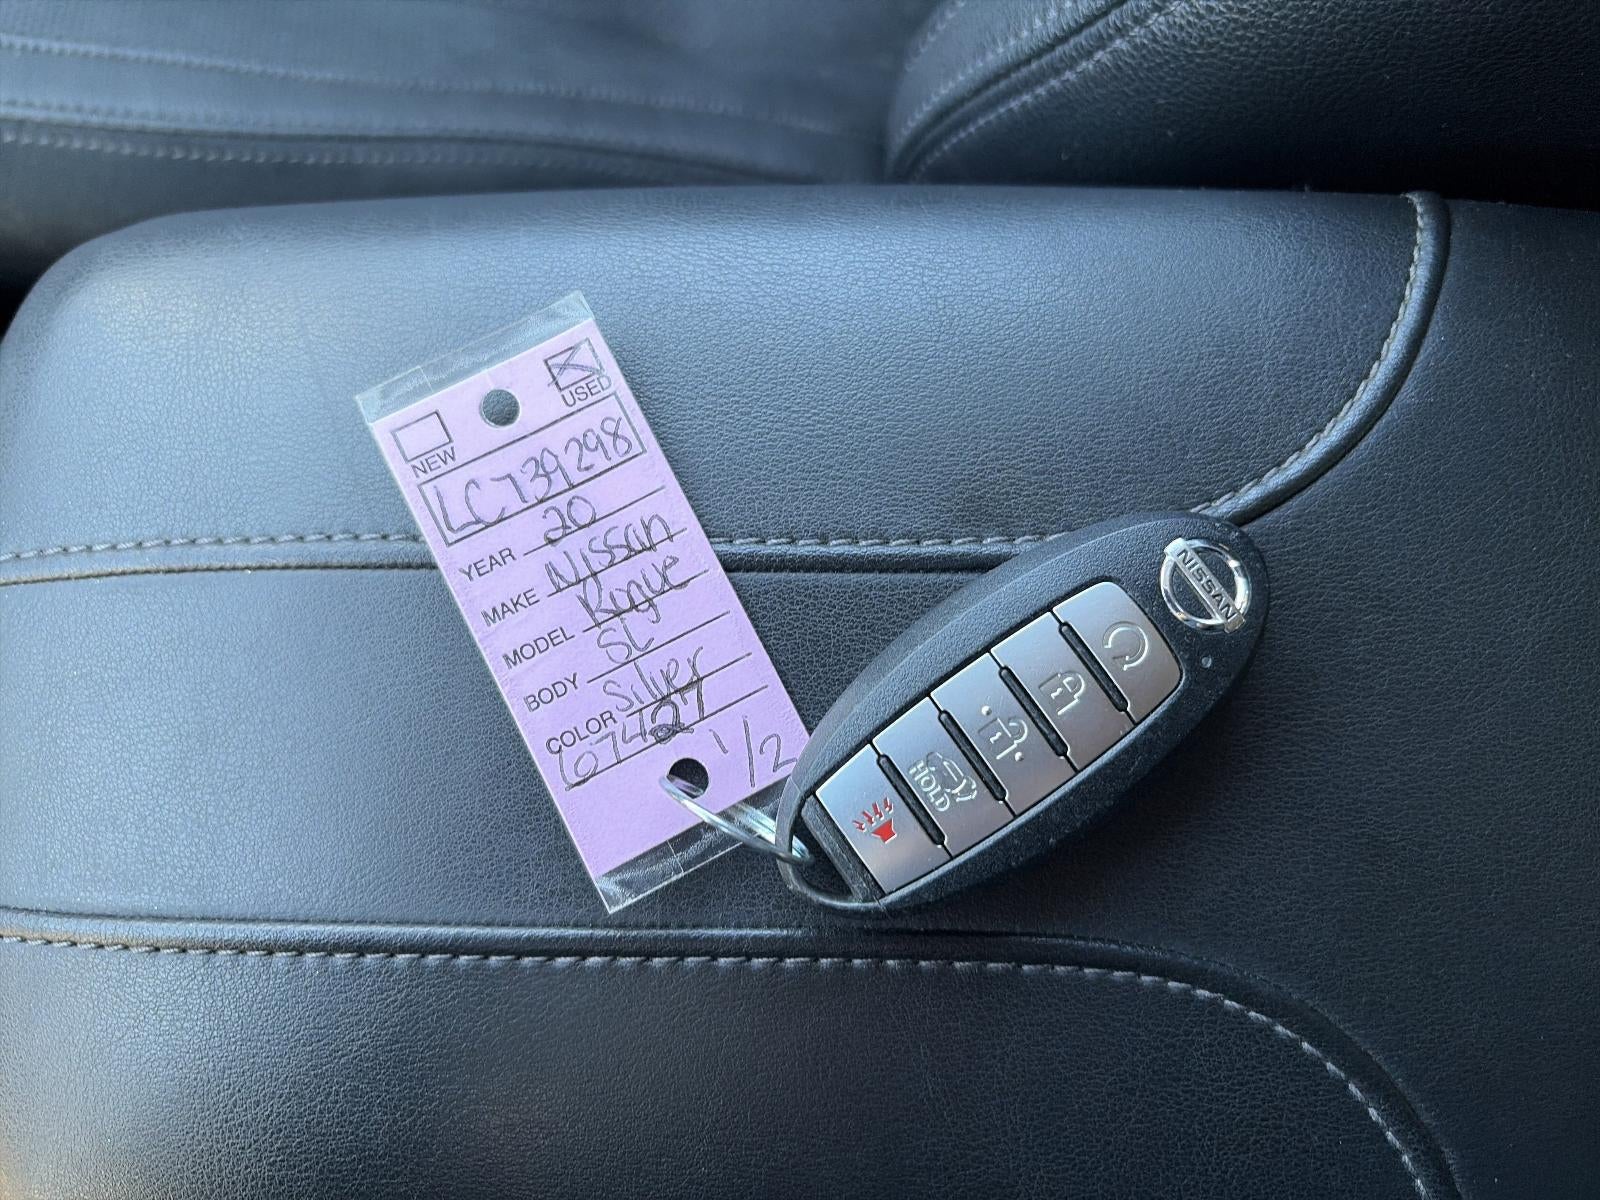 USED
NEW
LC739298
YEAR 20
MAKE Nissan
MODEL Rogue
BODY SL
COLOR Silver
67427
1/2
NISSAN
HOLD